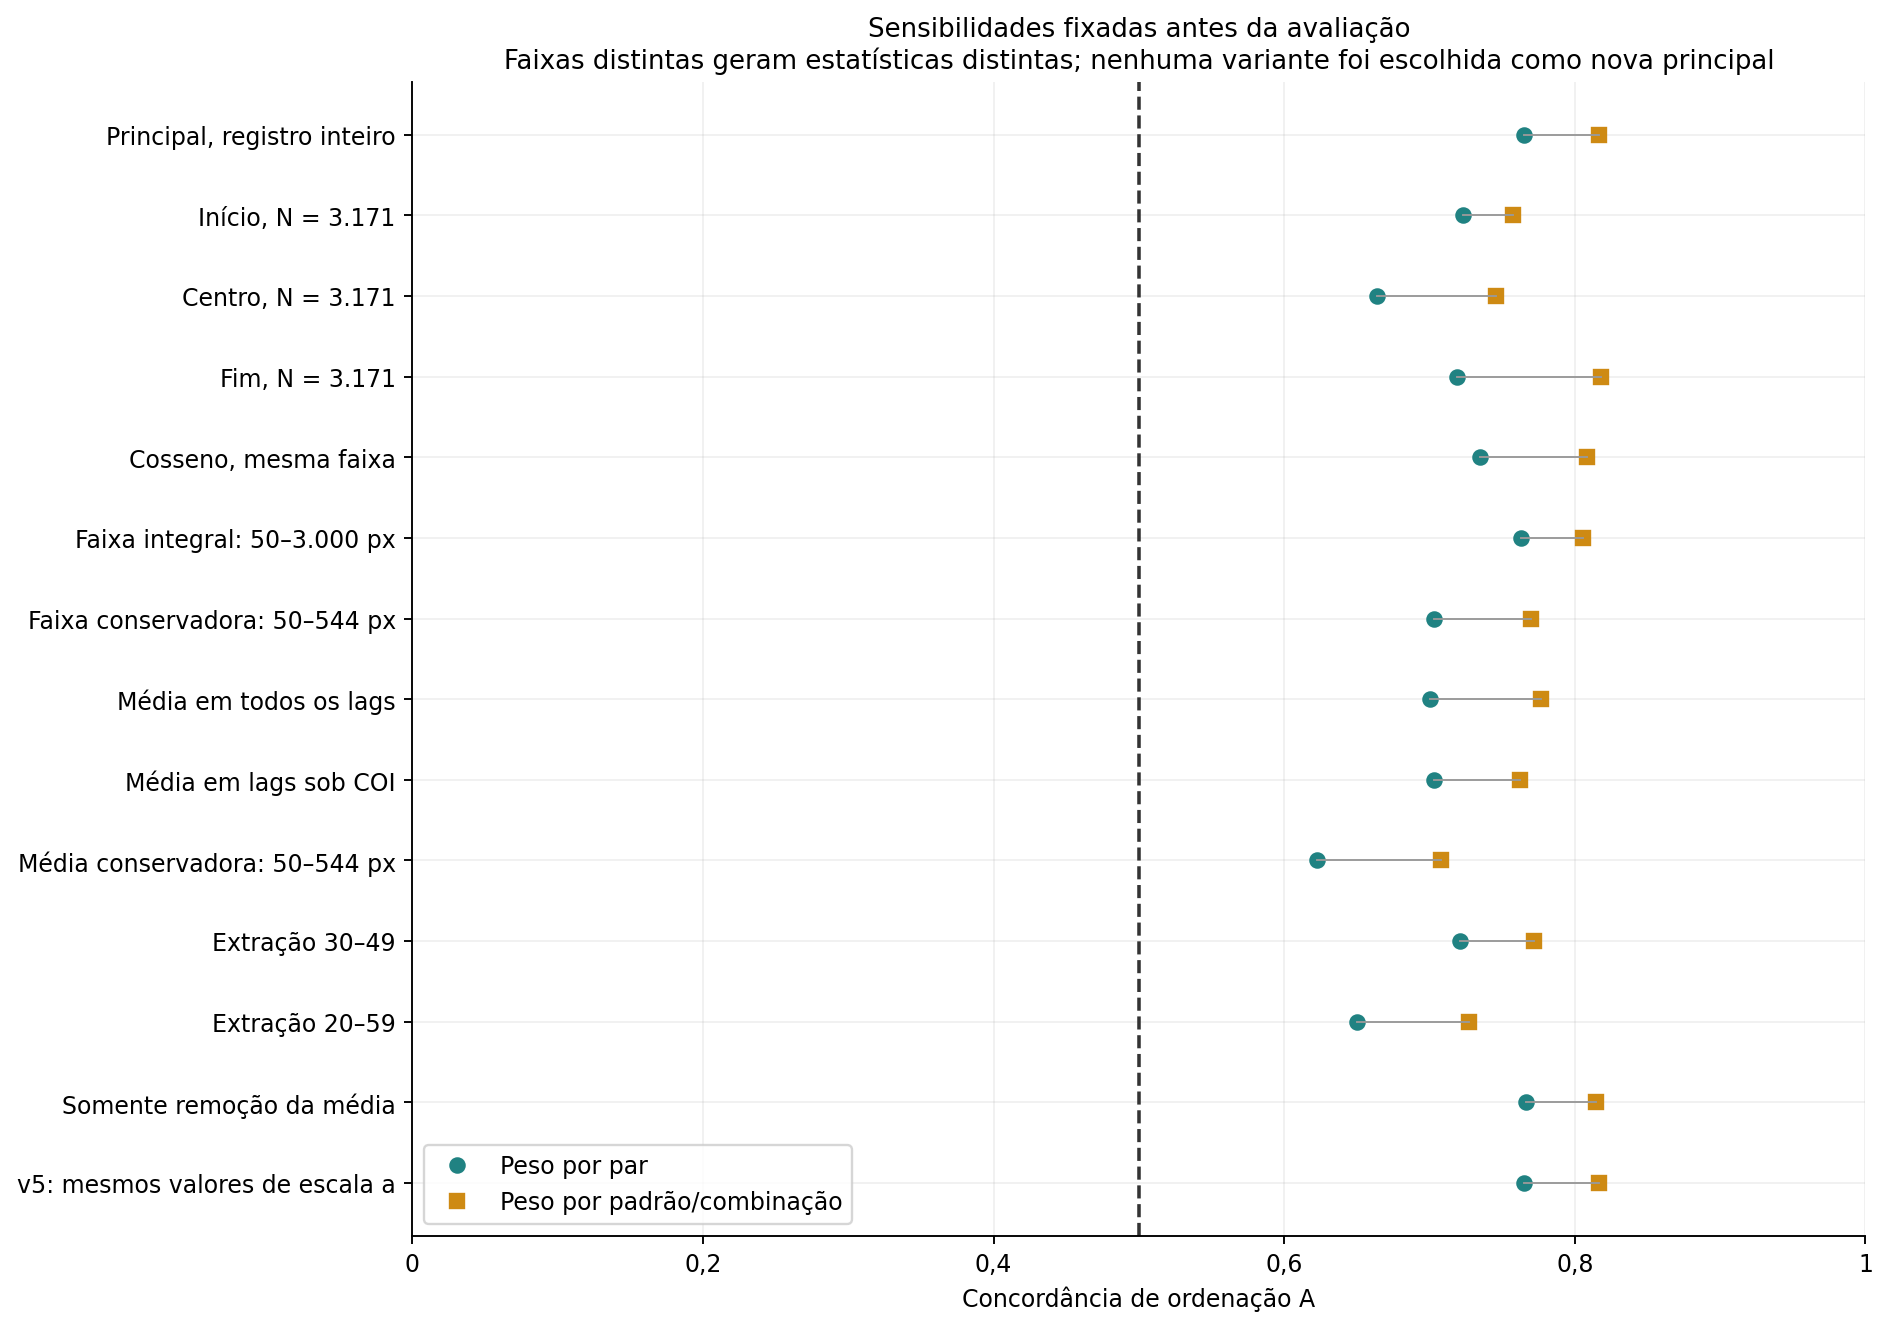 Sensibilidades fixadas antes da avaliação
Faixas distintas geram estatísticas distintas; nenhuma variante foi escolhida como nova principal
Principal, registro inteiro
Início, N = 3.171
Centro, N = 3.171
Fim, N = 3.171
Cosseno, mesma faixa
Faixa integral: 50–3.000 px
Faixa conservadora: 50–544 px
Média em todos os lags
Média em lags sob COI
Média conservadora: 50–544 px
Extração 30–49
Extração 20–59
Somente remoção da média
v5: mesmos valores de escala a
Peso por par
Peso por padrão/combinação
0 0,2 0,4 0,6 0,8 1
Concordância de ordenação A